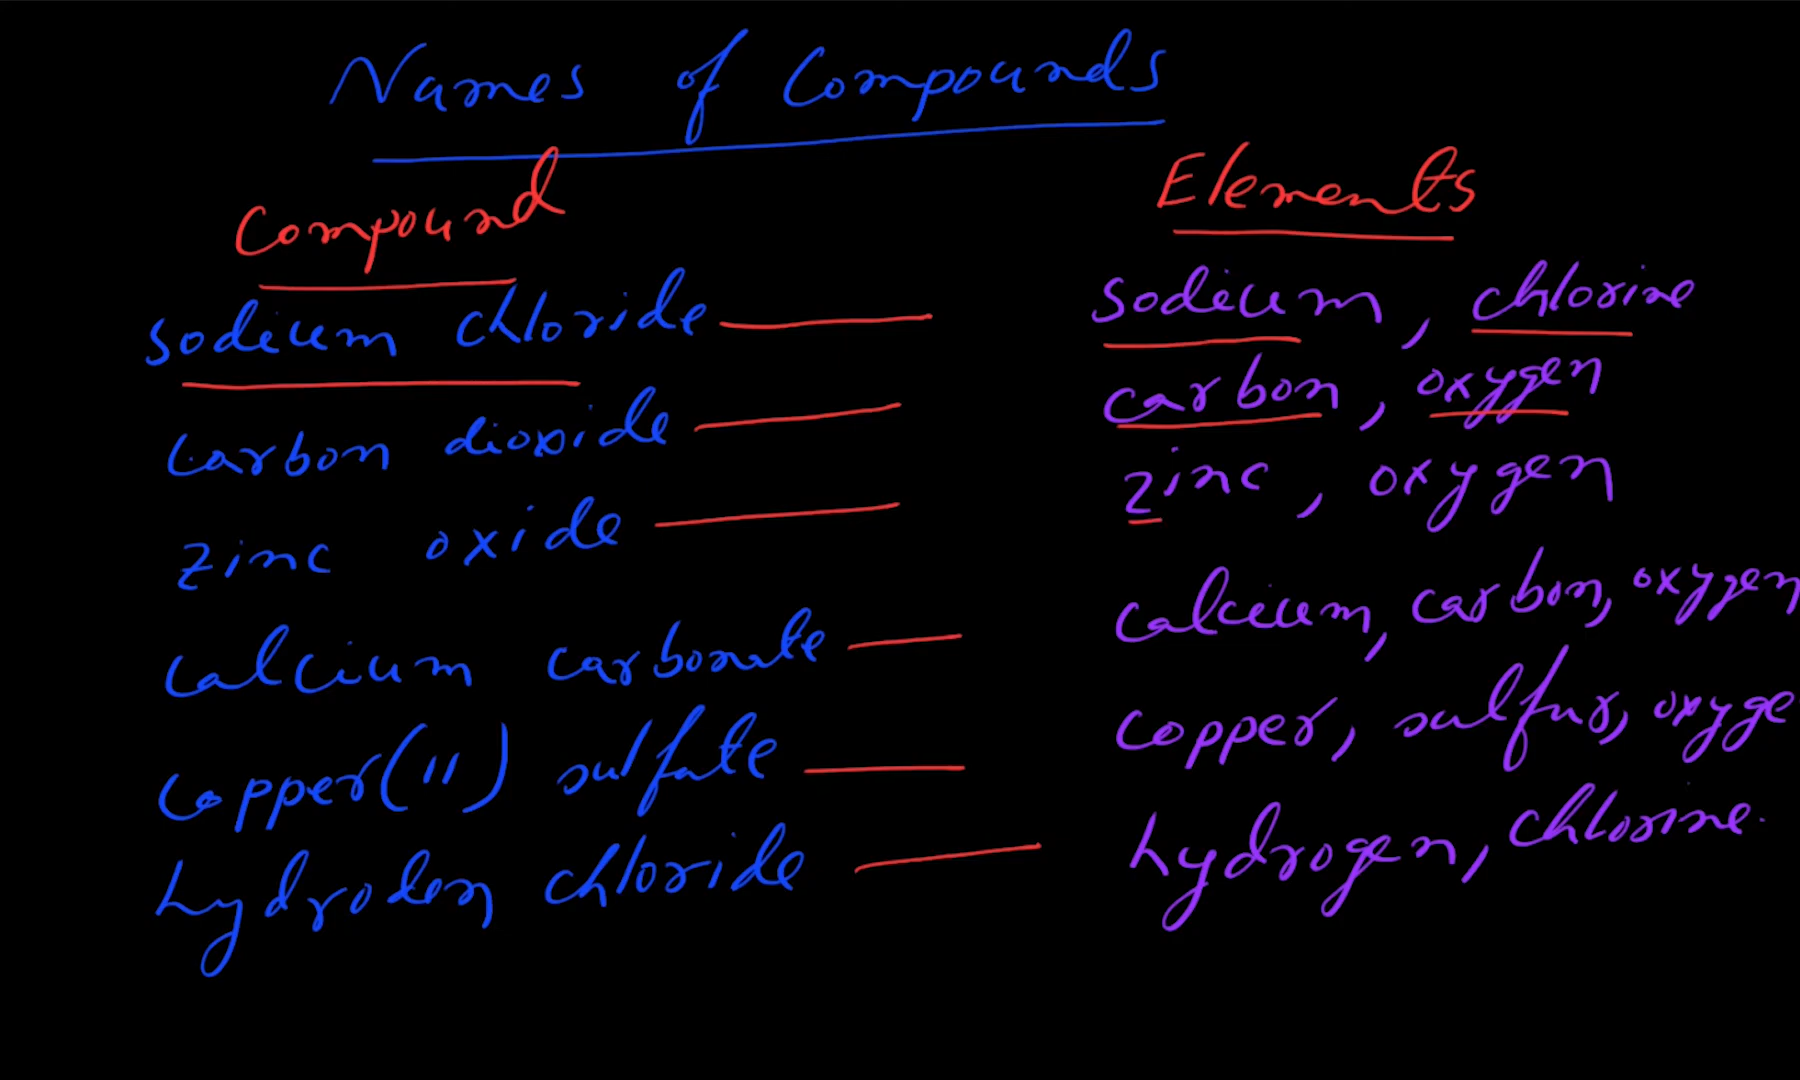 Names of Compounds
Compound Elements
sodium chloride sodium, chlorine
carbon dioxide carbon, oxygen
zinc oxide zinc, oxygen
calcium carbonate calcium, carbon, oxygen
copper(II) sulfate copper, sulfur, oxyge
hydroden chloride hydrogen, chlorine.